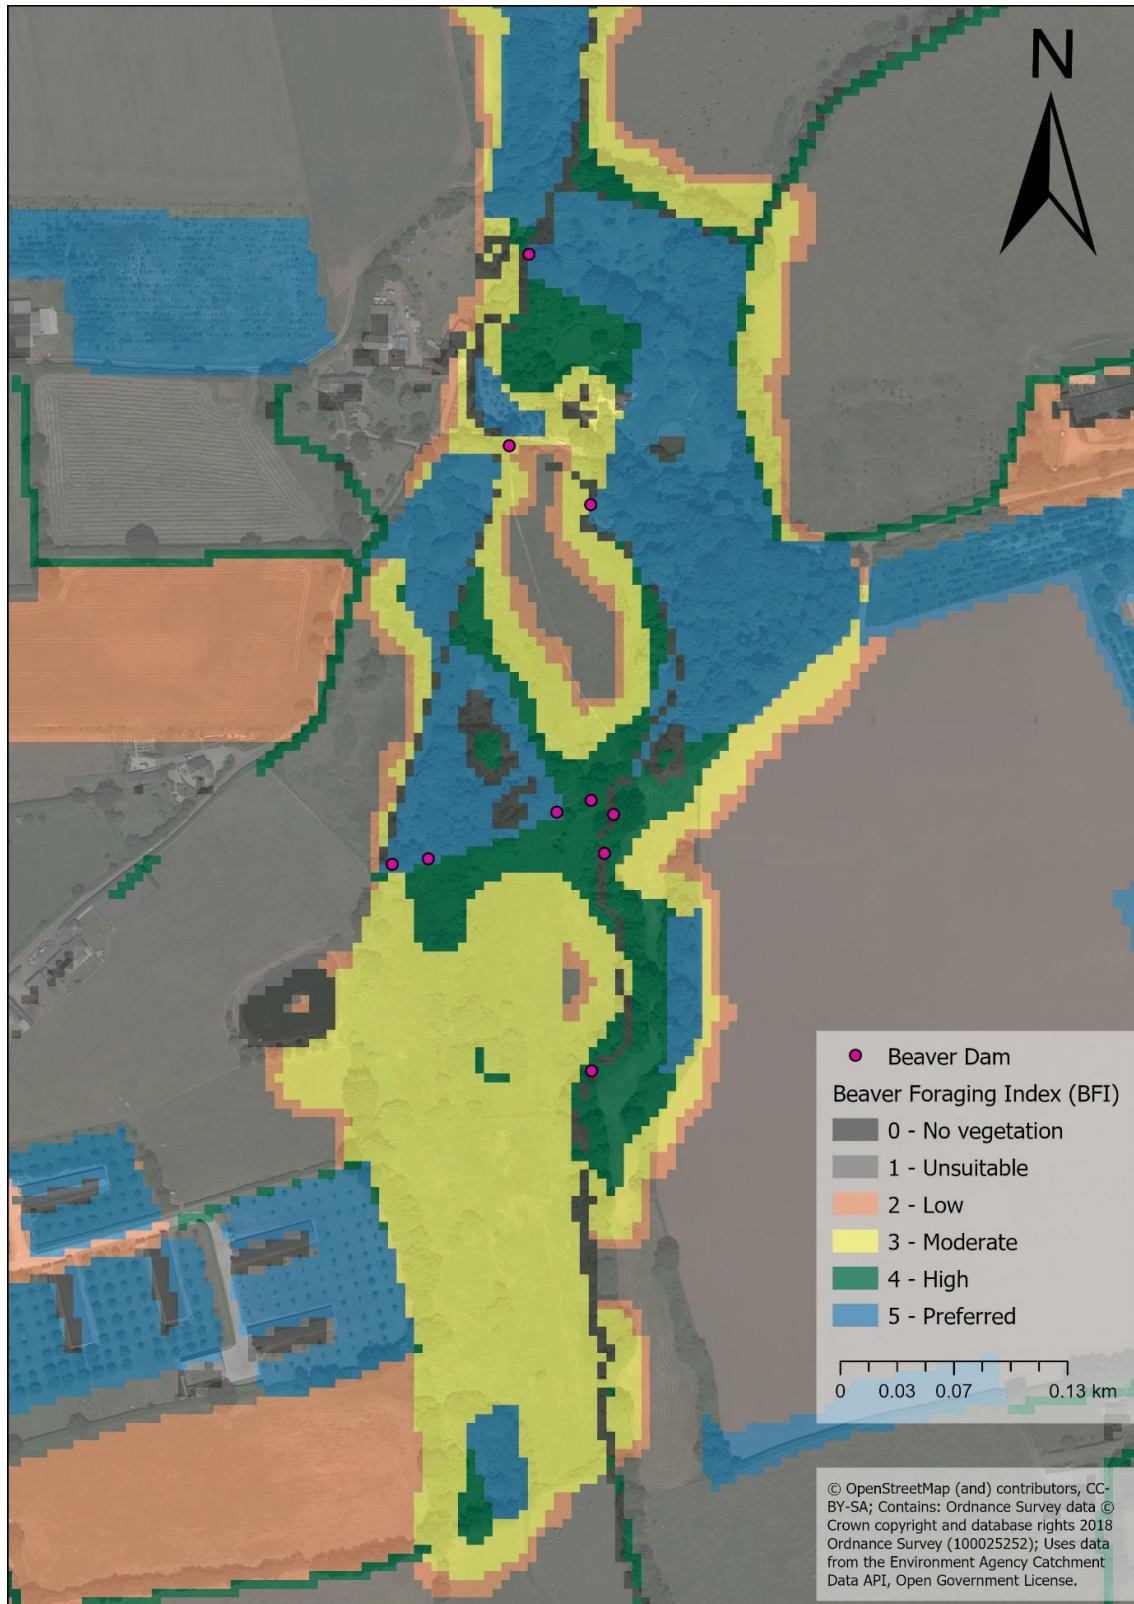 N
Beaver Dam
Beaver Foraging Index (BFI)
0 - No vegetation
1 - Unsuitable
2 - Low
3 - Moderate
4 - High
5 - Preferred
0 0.03 0.07 0.13 km
© OpenStreetMap (and) contributors, CC-
BY-SA; Contains: Ordnance Survey data ©
Crown copyright and database rights 2018
Ordnance Survey (100025252); Uses data
from the Environment Agency Catchment
Data API, Open Government License.